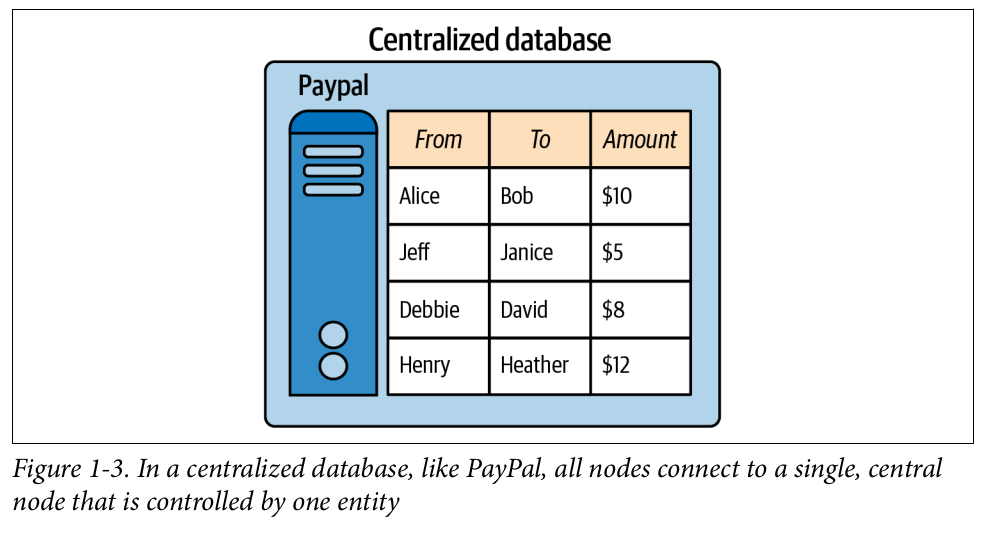 Centralized database
Paypal
From To Amount
Alice Bob $10
Jeff Janice $5
Debbie David $8
Henry Heather $12
Figure 1-3. In a centralized database, like PayPal, all nodes connect to a single, central
node that is controlled by one entity